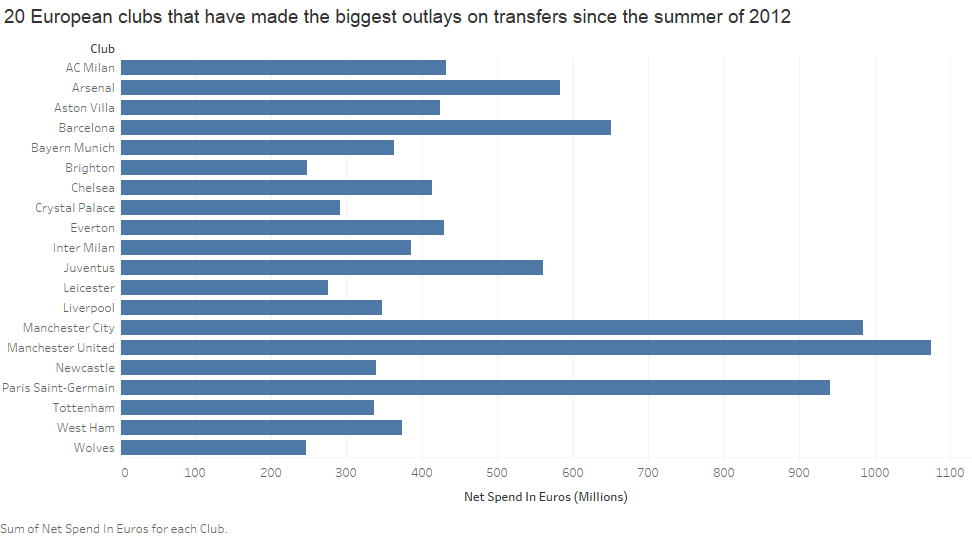 20 European clubs that have made the biggest outlays on transfers since the summer of 2012
Club
AC Milan
Arsenal
Aston Villa
Barcelona
Bayern Munich
Brighton
Chelsea
Crystal Palace
Everton
Inter Milan
Juventus
Leicester
Liverpool
Manchester City
Manchester United
Newcastle
Paris Saint-Germain
Tottenham
West Ham
Wolves
0 100 200 300 400 500 600 700 800 900 1000 1100
Net Spend In Euros (Millions)
Sum of Net Spend In Euros for each Club.